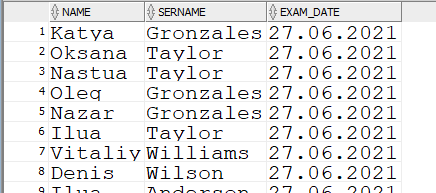 NAME SERNAME EXAM_DATE
1 Katya Gronzales 27.06.2021
2 Oksana Taylor 27.06.2021
3 Nastua Taylor 27.06.2021
4 Oleg Gronzales 27.06.2021
5 Nazar Gronzales 27.06.2021
6 Ilua Taylor 27.06.2021
7 Vitaliy Williams 27.06.2021
8 Denis Wilson 27.06.2021
Ilua Andersen 27.06.2021